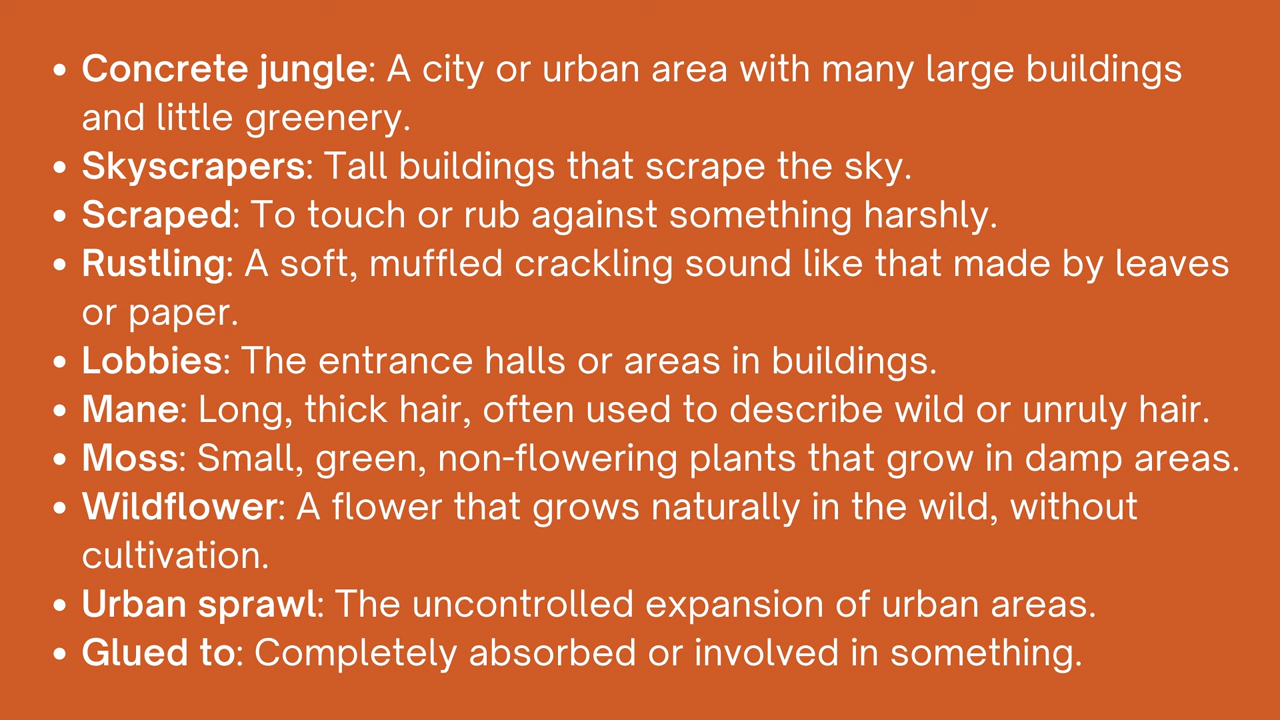 • Concrete jungle: A city or urban area with many large buildings
and little greenery.
• Skyscrapers: Tall buildings that scrape the sky.
• Scraped: To touch or rub against something harshly.
• Rustling: A soft, muffled crackling sound like that made by leaves
or paper.
• Lobbies: The entrance halls or areas in buildings.
• Mane: Long, thick hair, often used to describe wild or unruly hair.
• Moss: Small, green, non-flowering plants that grow in damp areas.
• Wildflower: A flower that grows naturally in the wild, without
cultivation.
• Urban sprawl: The uncontrolled expansion of urban areas.
• Glued to: Completely absorbed or involved in something.